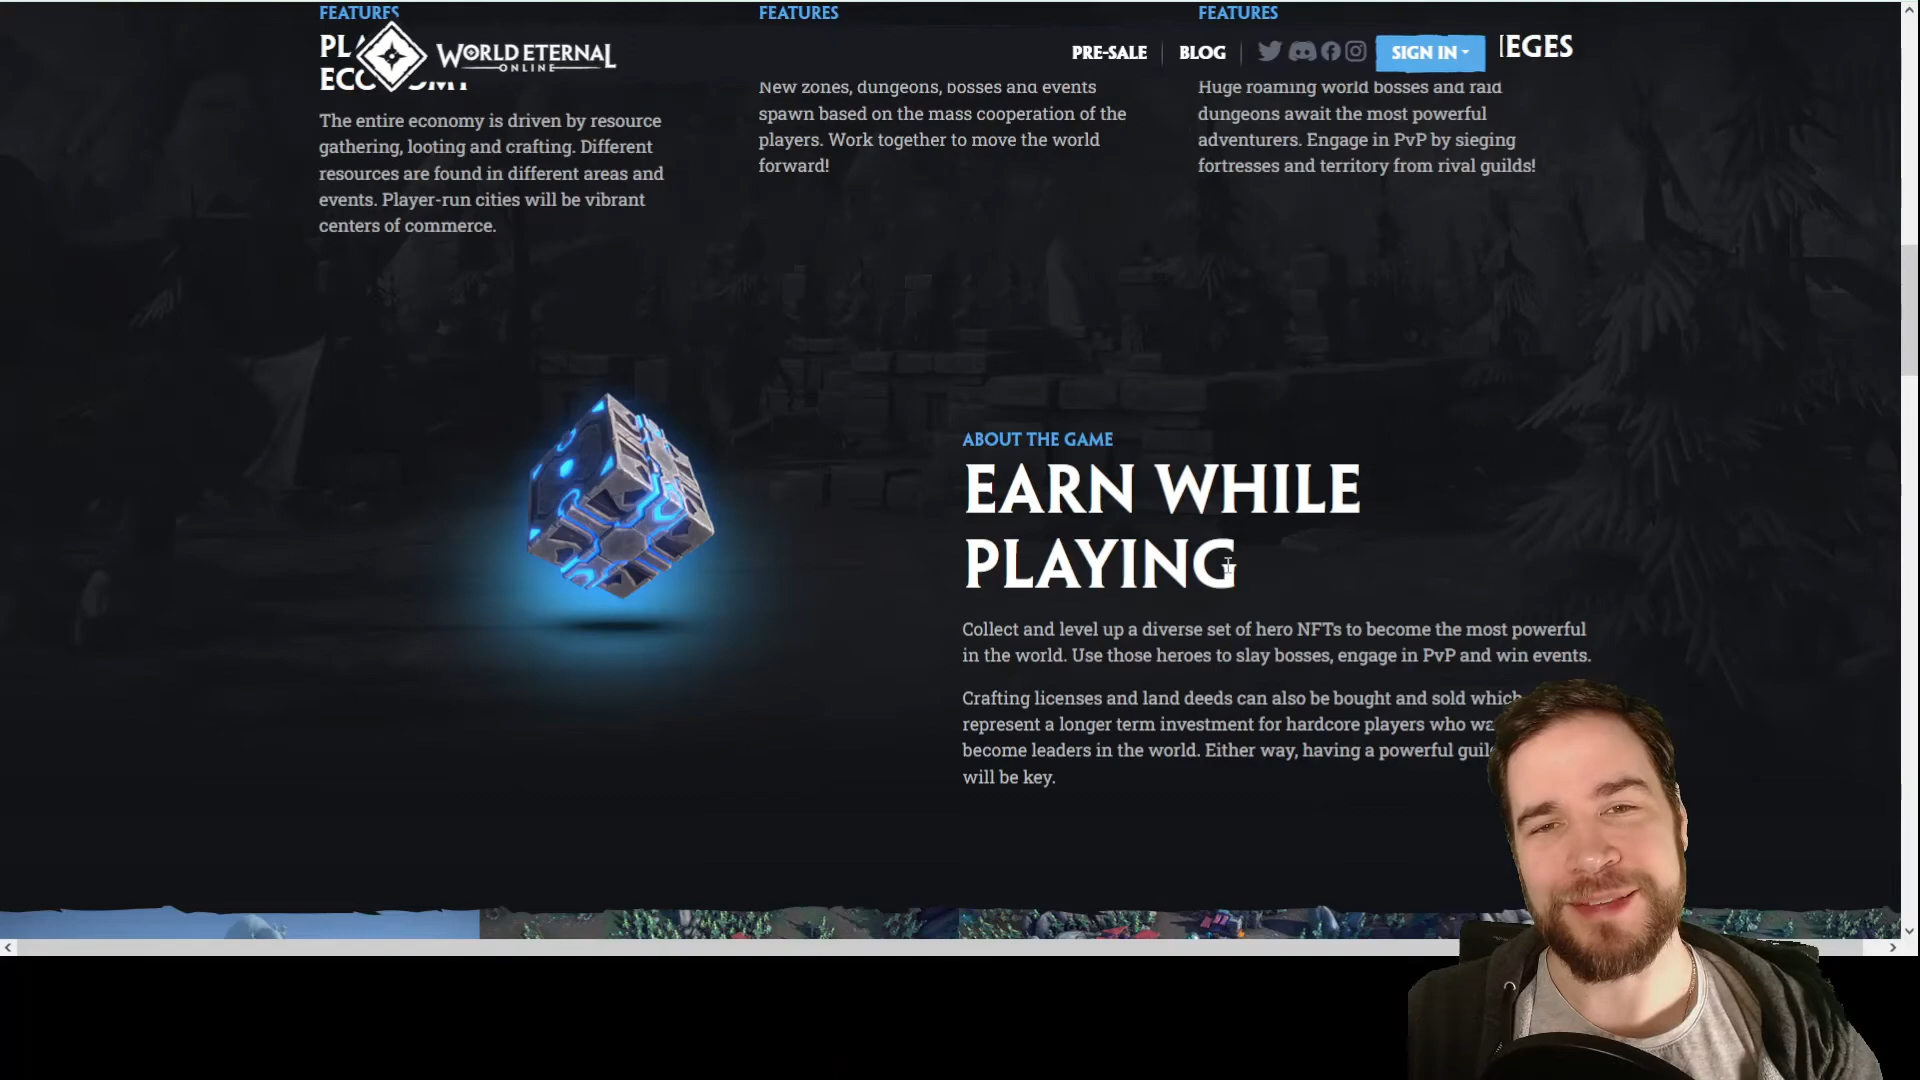 FEATURES
FEATURES
FEATURES
WORLD ETERNAL
ONLINE
PRE-SALE
BLOG
SIGN IN
The entire economy is driven by resource
gathering, looting and crafting. Different
resources are found in different areas and
events. Player-run cities will be vibrant
centers of commerce.
New zones, dungeons, bosses and events
spawn based on the mass cooperation of the
players. Work together to move the world
forward!
Huge roaming world bosses and raid
dungeons await the most powerful
adventurers. Engage in PvP by sieging
fortresses and territory from rival guilds!
ABOUT THE GAME
EARN WHILE
PLAYING
Collect and level up a diverse set of hero NFTs to become the most powerful
in the world. Use those heroes to slay bosses, engage in PvP and win events.
Crafting licenses and land deeds can also be bought and sold which
represent a longer term investment for hardcore players who
become leaders in the world. Either way, having a powerful
will be key.